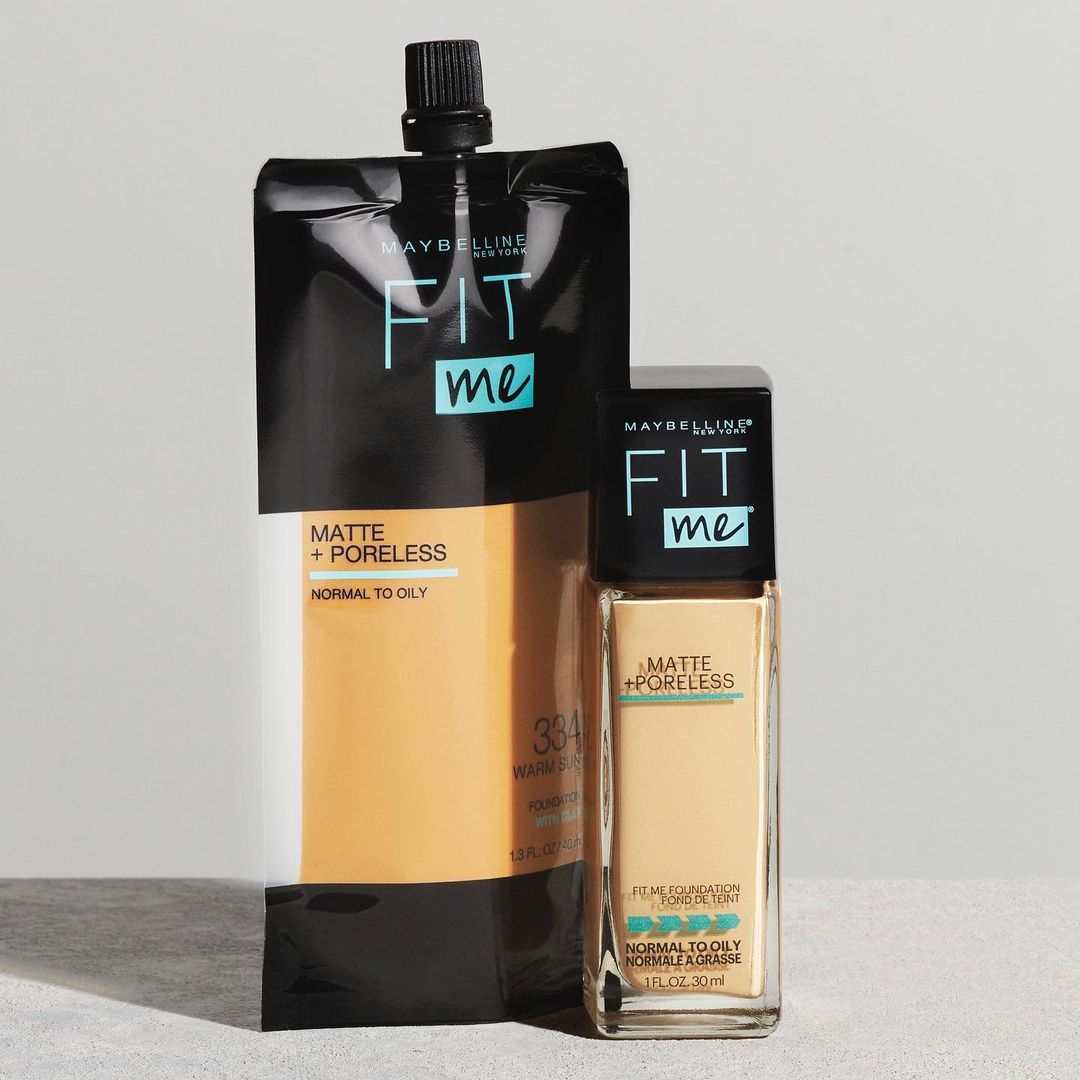 MAYBELLINE
NEW YORK
FIT
me
MATTE
+ PORELESS
NORMAL TO OILY
334
WARM
FOUNDATION
WITH
1.3 FL. OZ / 40
MAYBELLINE®
NEW YORK
FIT
me®
MATTE
+PORELESS
FIT ME FOUNDATION
FOND DE TEINT
NORMAL TO OILY
NORMALE A GRASSE
1 FL.OZ. 30 ml